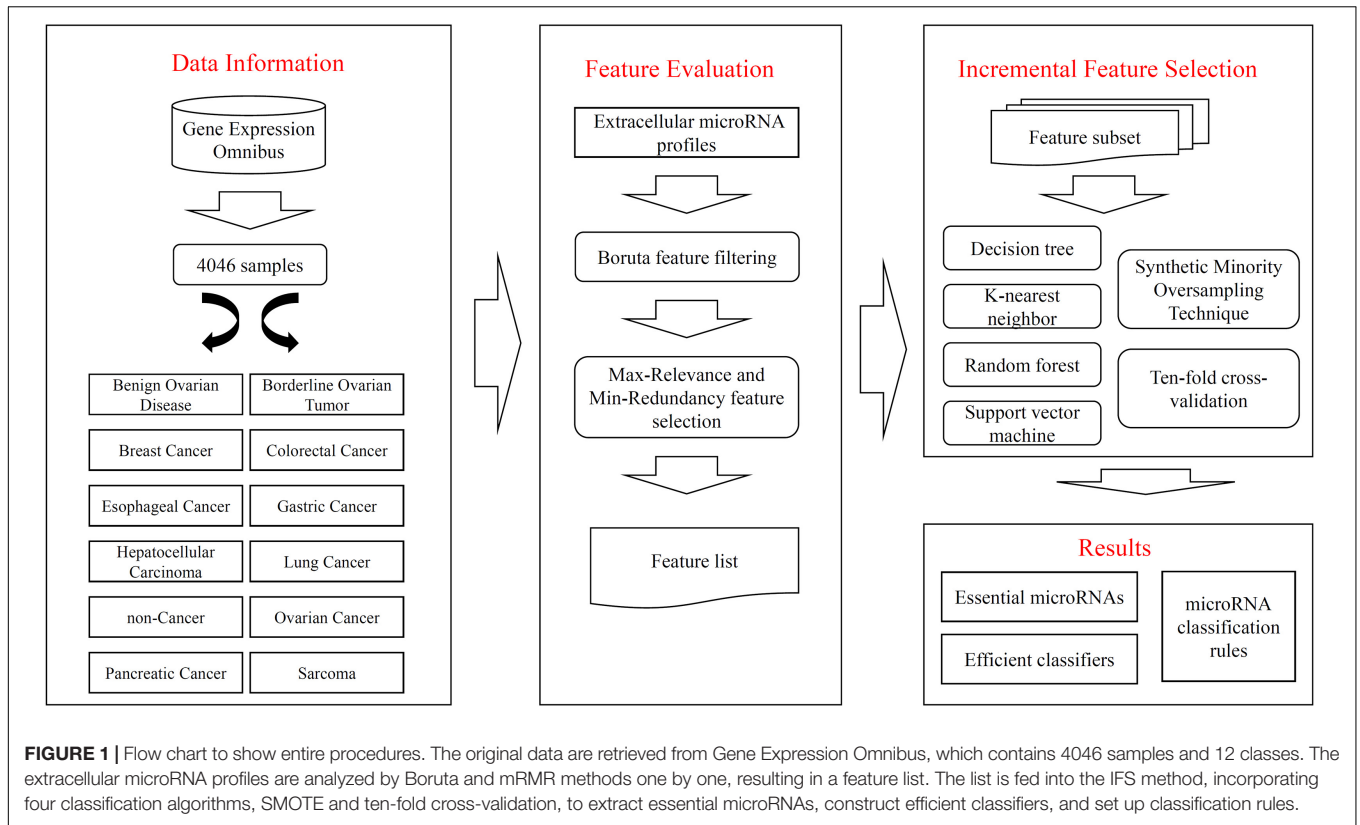 Data Information
Gene Expression
Omnibus
4046 samples
Benign Ovarian
Disease
Borderline Ovarian
Tumor
Breast Cancer
Colorectal Cancer
Esophageal Cancer
Gastric Cancer
Hepatocellular
Carcinoma
Lung Cancer
non-Cancer
Ovarian Cancer
Pancreatic Cancer
Sarcoma
Feature Evaluation
Extracellular microRNA
profiles
Boruta feature filtering
Max-Relevance and
Min-Redundancy feature
selection
Feature list
Incremental Feature Selection
Feature subset
Decision tree
K-nearest
neighbor
Random forest
Support vector
machine
Synthetic Minority
Oversampling
Technique
Ten-fold cross-
validation
Results
Essential microRNAs
Efficient classifiers
microRNA
classification
rules
FIGURE 1 | Flow chart to show entire procedures. The original data are retrieved from Gene Expression Omnibus, which contains 4046 samples and 12 classes. The
extracellular microRNA profiles are analyzed by Boruta and mRMR methods one by one, resulting in a feature list. The list is fed into the IFS method, incorporating
four classification algorithms, SMOTE and ten-fold cross-validation, to extract essential microRNAs, construct efficient classifiers, and set up classification rules.